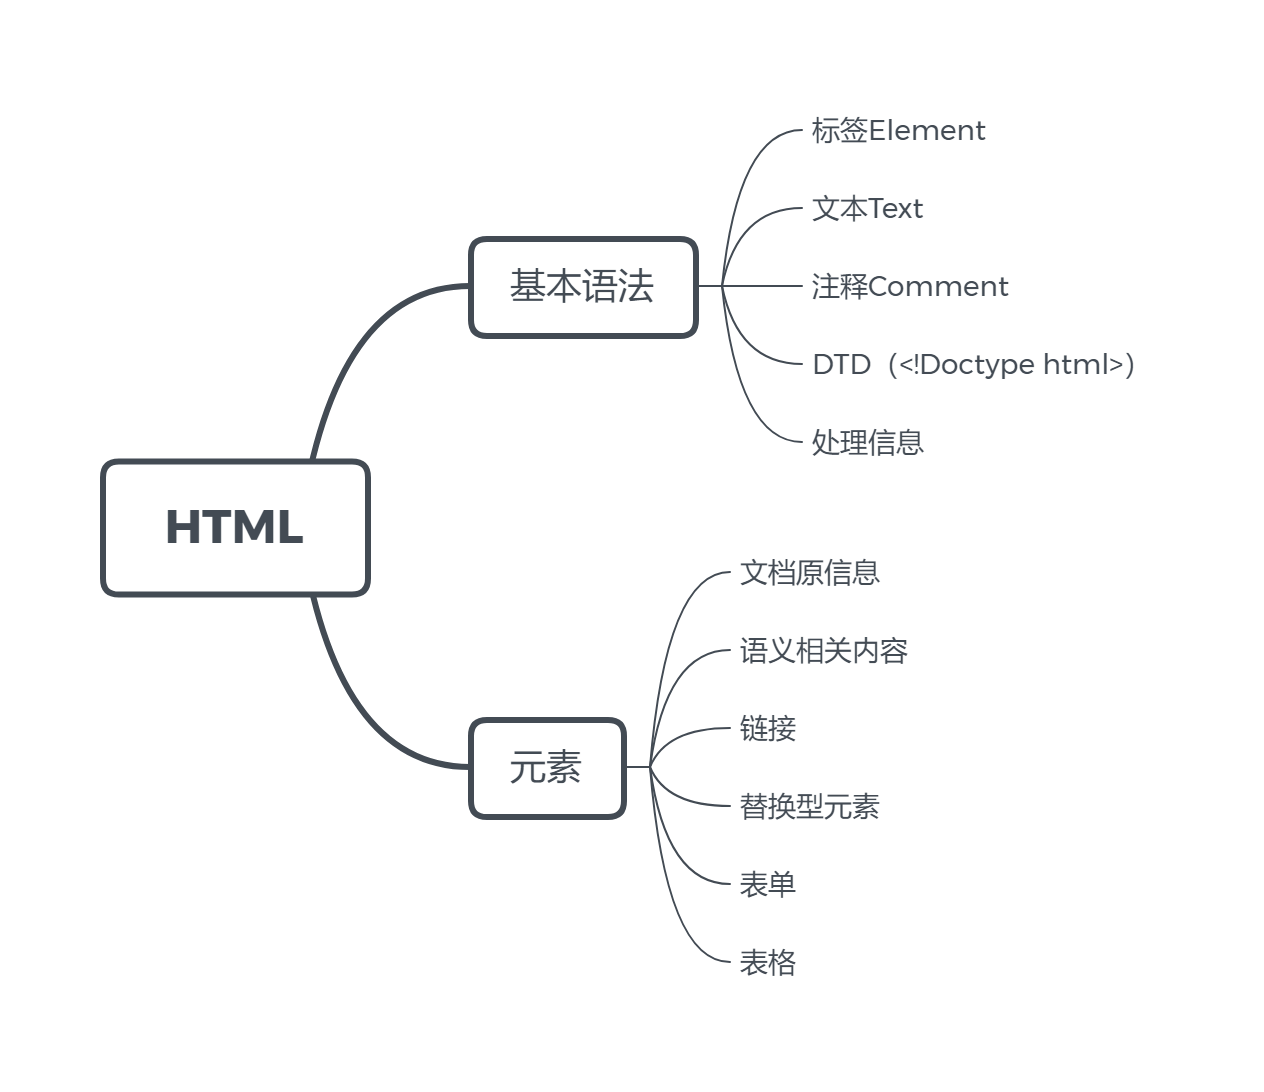 HTML
基本语法
标签Element
文本Text
注释Comment
DTD（<!Doctype html>）
处理信息
元素
文档原信息
语义相关内容
链接
替换型元素
表单
表格